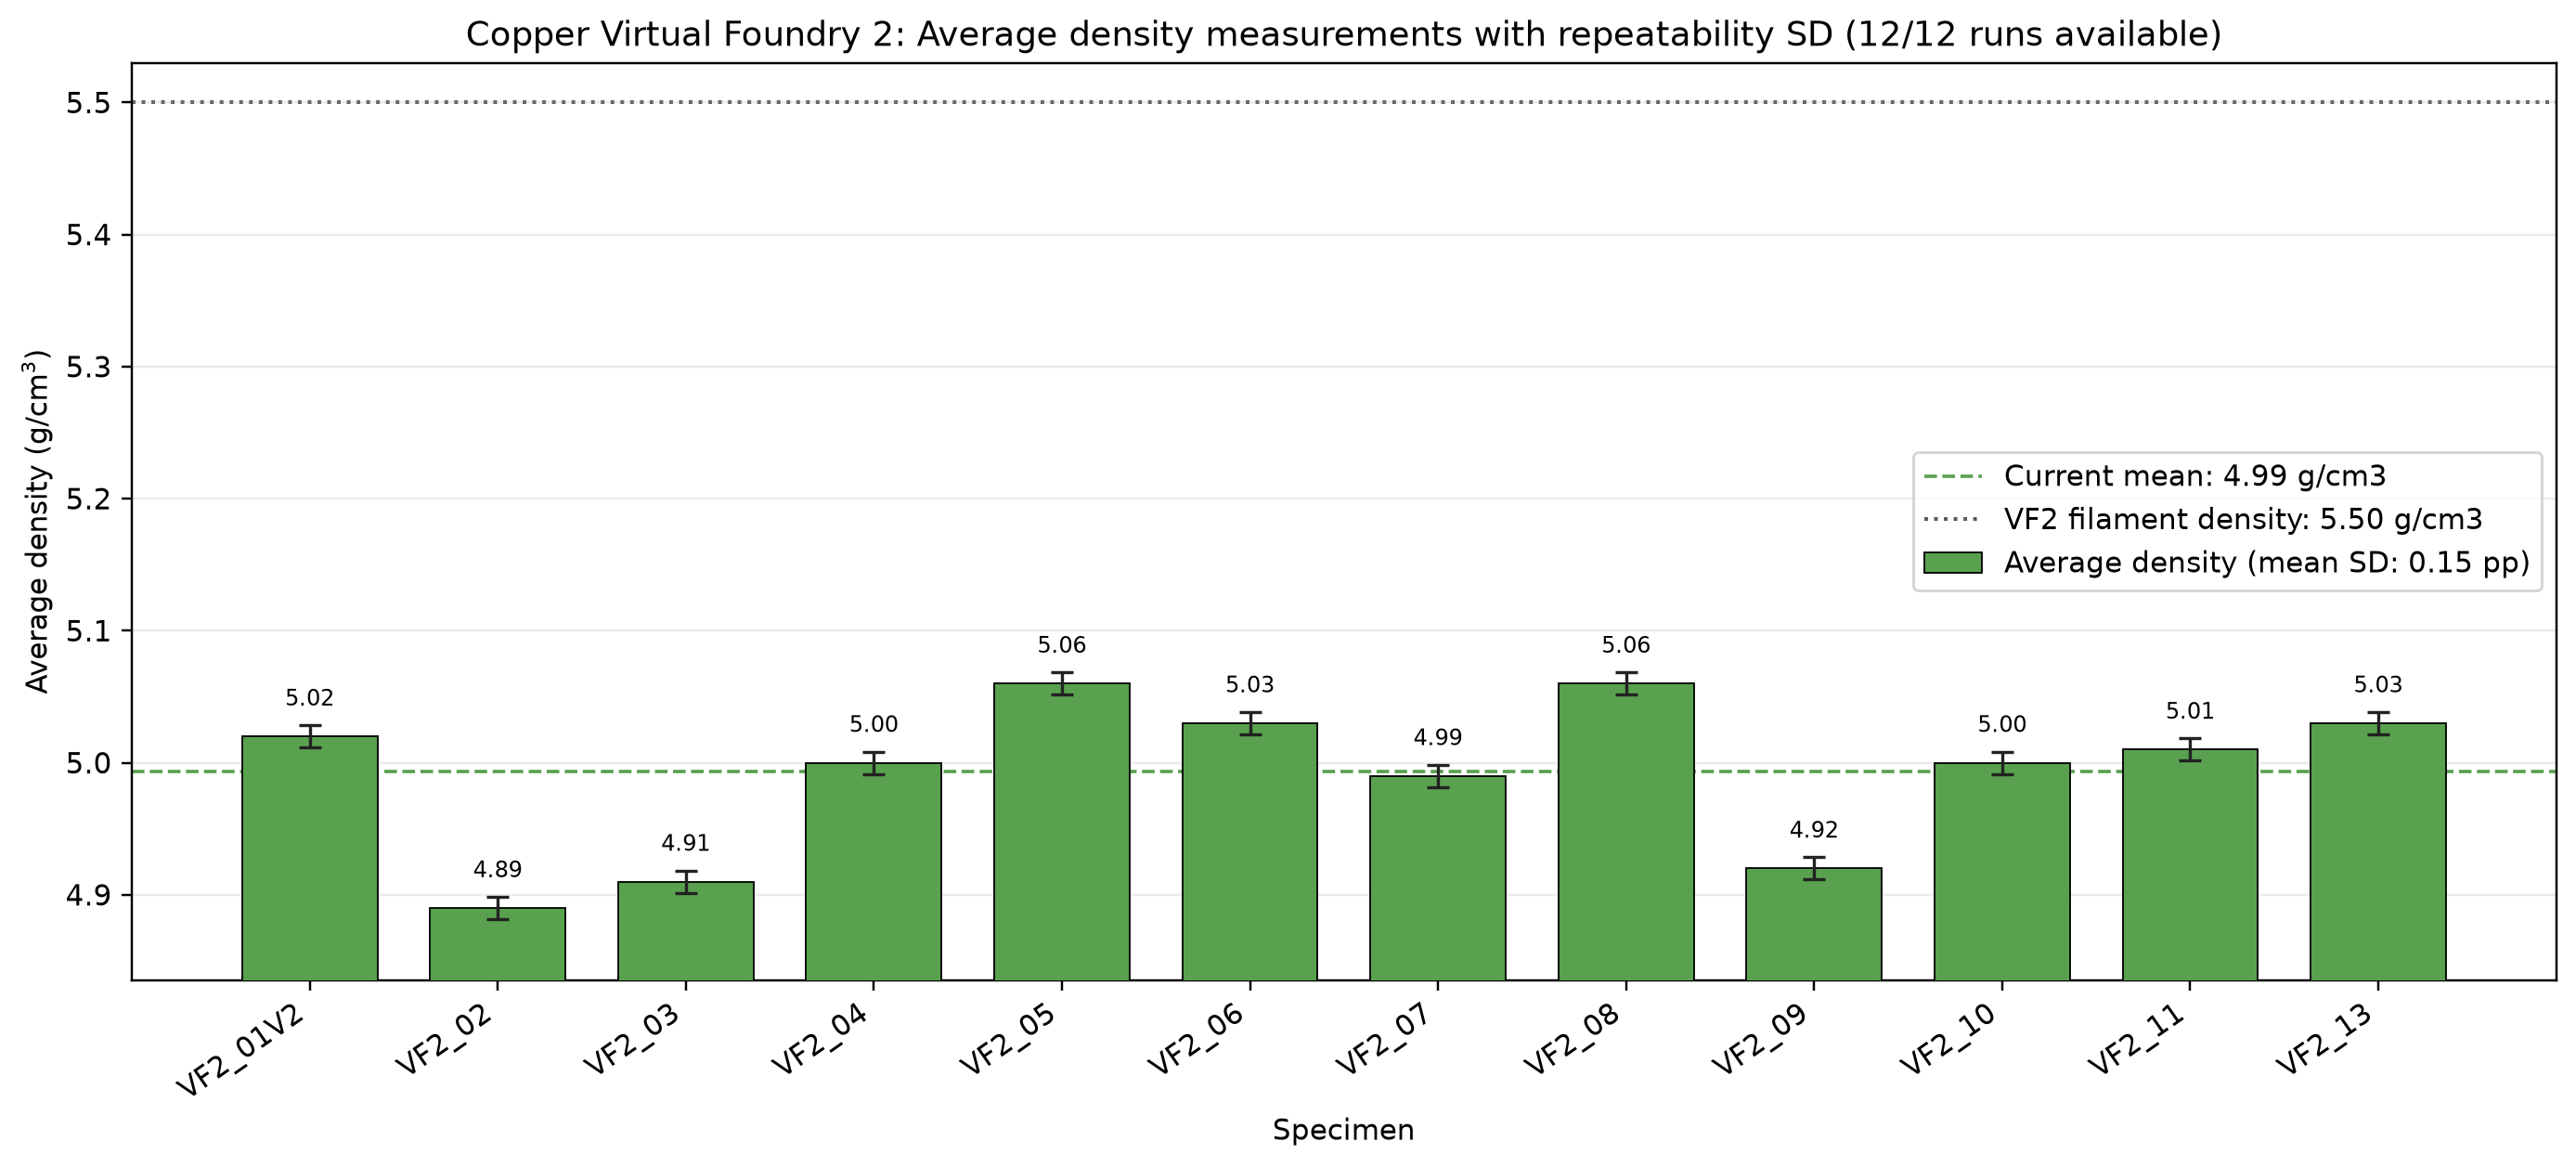 Copper Virtual Foundry 2: Average density measurements with repeatability SD (12/12 runs available)
Average density (g/cm³)
5.5
5.4
5.3
5.2
5.1
5.0
4.9
Current mean: 4.99 g/cm3
VF2 filament density: 5.50 g/cm3
Average density (mean SD: 0.15 pp)
5.02
4.89
4.91
5.00
5.06
5.03
4.99
5.06
4.92
5.00
5.01
5.03
VF2_01V2
VF2_02
VF2_03
VF2_04
VF2_05
VF2_06
VF2_07
VF2_08
VF2_09
VF2_10
VF2_11
VF2_13
Specimen